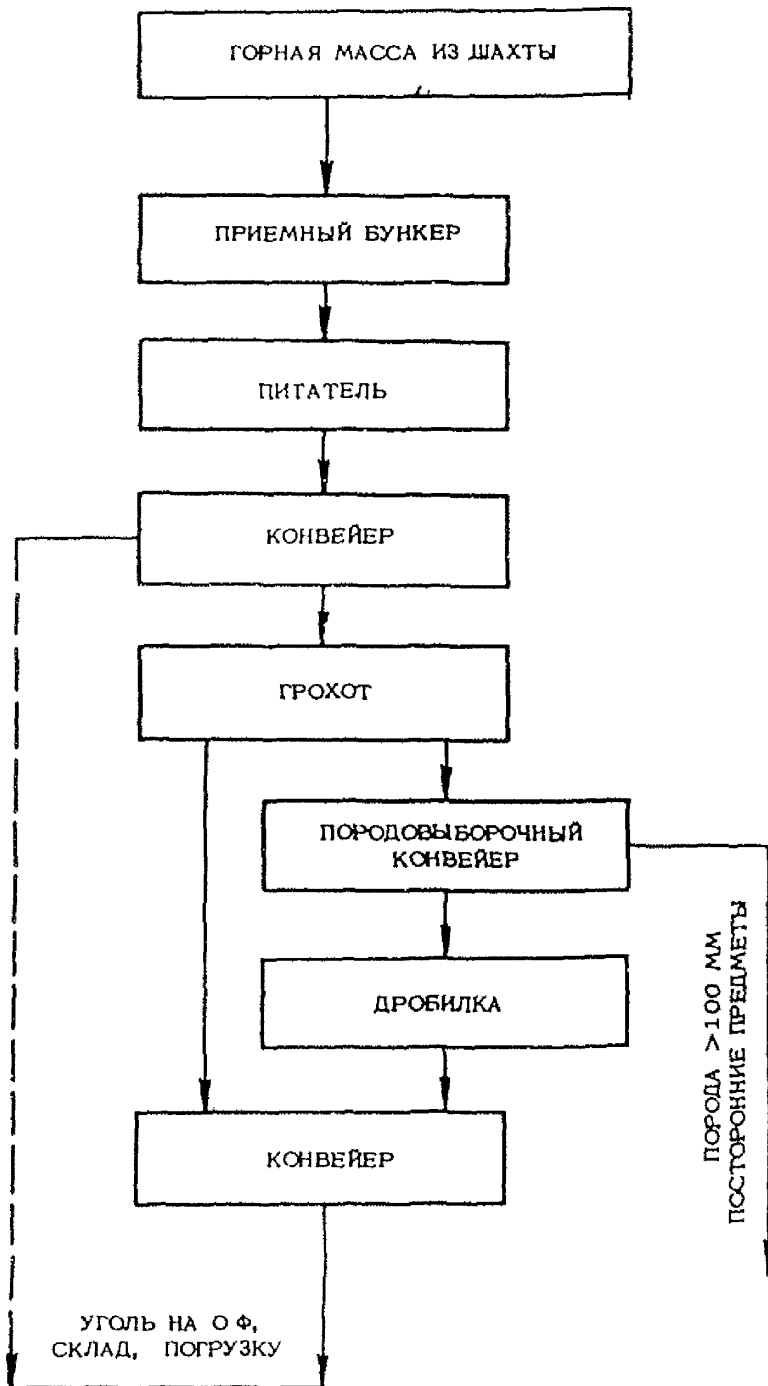 ГОРНАЯ МАССА ИЗ ШАХТЫ
ПРИЕМНЫЙ БУНКЕР
ПИТАТЕЛЬ
КОНВЕЙЕР
ГРОХОТ
ПОРОДОВЫБОРОЧНЫЙ
КОНВЕЙЕР
ДРОБИЛКА
ПОРОДА >100 ММ
ПОСТОРОННИЕ ПРЕДМЕТЫ
КОНВЕЙЕР
УГОЛЬ НА ОФ,
СКЛАД, ПОГРУЗКУ